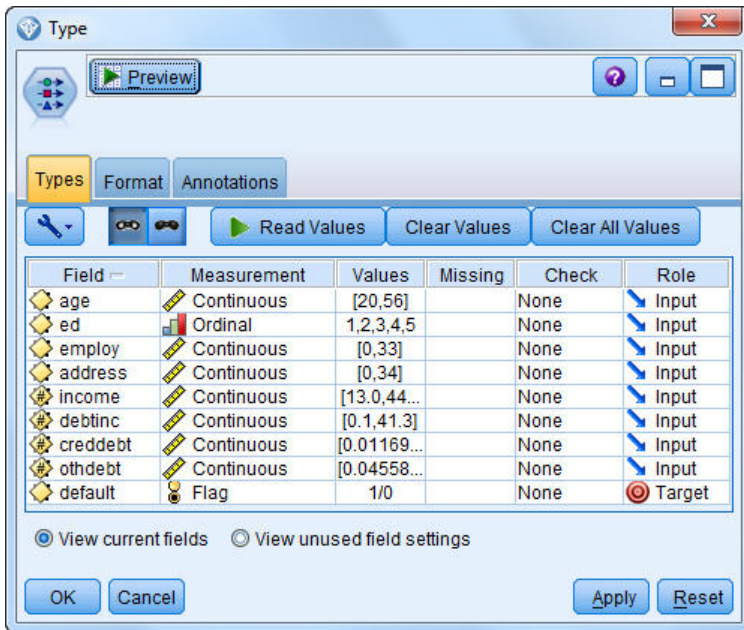 Type
Preview
Types Format Annotations
Read Values Clear Values Clear All Values
Field Measurement Values Missing Check Role
age Continuous [20,56] None Input
ed Ordinal 1,2,3,4,5 None Input
employ Continuous [0,33] None Input
address Continuous [0,34] None Input
income Continuous [13.0,44... None Input
debtinc Continuous [0.1,41.3] None Input
creddebt Continuous [0.01169... None Input
othdebt Continuous [0.04558... None Input
default Flag 1/0 None Target
View current fields View unused field settings
OK Cancel Apply Reset